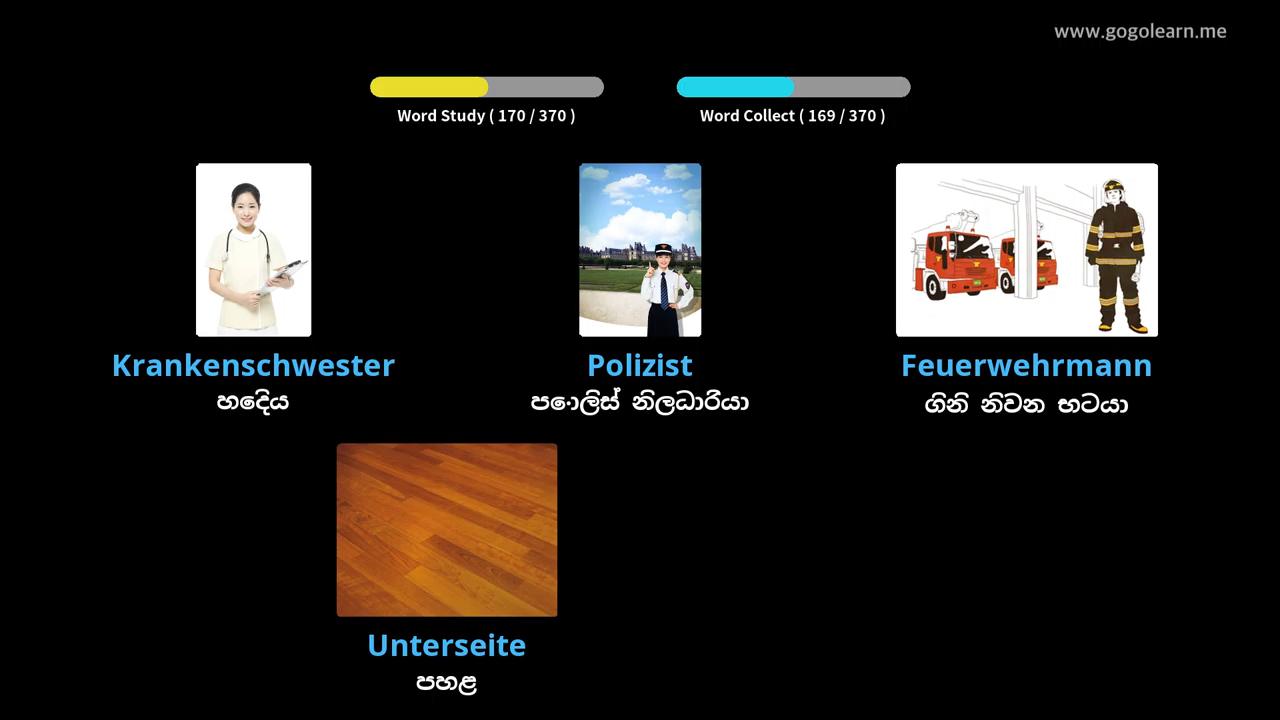 www.gogolearn.me
Word Study ( 170 / 370 )
Word Collect ( 169 / 370 )
Krankenschwester
හෙදිය
Polizist
පොලිස් නිලධාරියා
Feuerwehrmann
ගිනි නිවන භටයා
Unterseite
පහළ